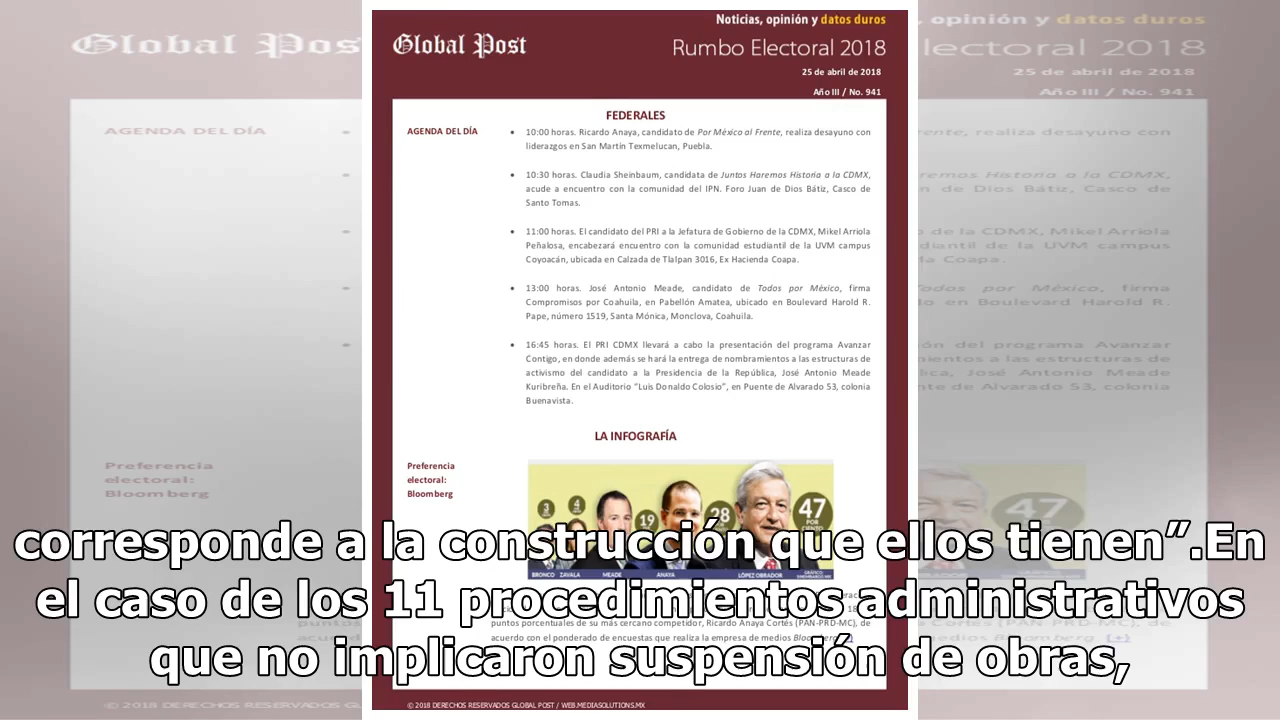 Noticias, opinión y datos duros
Global Post
Rumbo Electoral 2018
25 de abril de 2018
Año III / No. 941
FEDERALES
AGENDA DEL DÍA
• 10:00 horas. Ricardo Anaya, candidato de Por México al Frente, realiza desayuno con
liderazgos en San Martín Texmelucan, Puebla.
• 10:30 horas. Claudia Sheinbaum, candidata de Juntos Haremos Historia a la CDMX,
acude a encuentro con la comunidad del IPN. Foro Juan de Dios Bátiz, Casco de
Santo Tomas.
• 11:00 horas. El candidato del PRI a la Jefatura de Gobierno de la CDMX, Mikel Arriola
Peñalosa, encabezará encuentro con la comunidad estudiantil de la UVM campus
Coyoacán, ubicada en Calzada de Tlalpan 3016, Ex Hacienda Coapa.
• 13:00 horas. José Antonio Meade, candidato de Todos por México, firma
Compromisos por Coahuila, en Pabellón Amatea, ubicado en Boulevard Harold R.
Pape, número 1519, Santa Mónica, Monclova, Coahuila.
• 16:45 horas. El PRI CDMX llevará a cabo la presentación del programa Avanzar
Contigo, en donde además se hará la entrega de nombramientos a las estructuras de
activismo del candidato a la Presidencia de la República, José Antonio Meade
Kuribreña. En el Auditorio “Luis Donaldo Colosio”, en Puente de Alvarado 53, colonia
Buenavista.
LA INFOGRAFÍA
Preferencia
electoral:
Bloomberg
3 4 19 28 47
POR
BRONCO ZAVALA MEADE ANAYA LÓPEZ OBRADOR
corresponde a la construcción que ellos tienen”.En
el caso de los 11 procedimientos administrativos
que no implicaron suspensión de obras,
puntos porcentuales de su más cercano competidor, Ricardo Anaya Cortés (PAN-PRD-MC), de
acuerdo con el ponderado de encuestas que realiza la empresa de medios
© 2018 DERECHOS RESERVADOS GLOBAL POST / WEB.MEDIASOLUTIONS.MX